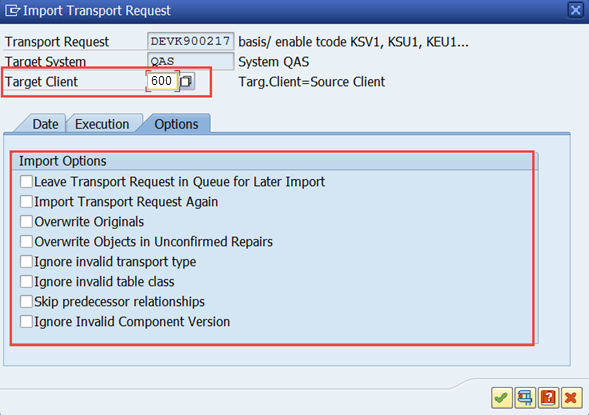 Import Transport Request
Transport Request DEVK900217 basis/ enable tcode KSV1, KSU1, KEU1...
Target System QAS System QAS
Target Client 600 Targ.Client=Source Client
Date Execution Options
Import Options
Leave Transport Request in Queue for Later Import
Import Transport Request Again
Overwrite Originals
Overwrite Objects in Unconfirmed Repairs
Ignore invalid transport type
Ignore invalid table class
Skip predecessor relationships
Ignore Invalid Component Version